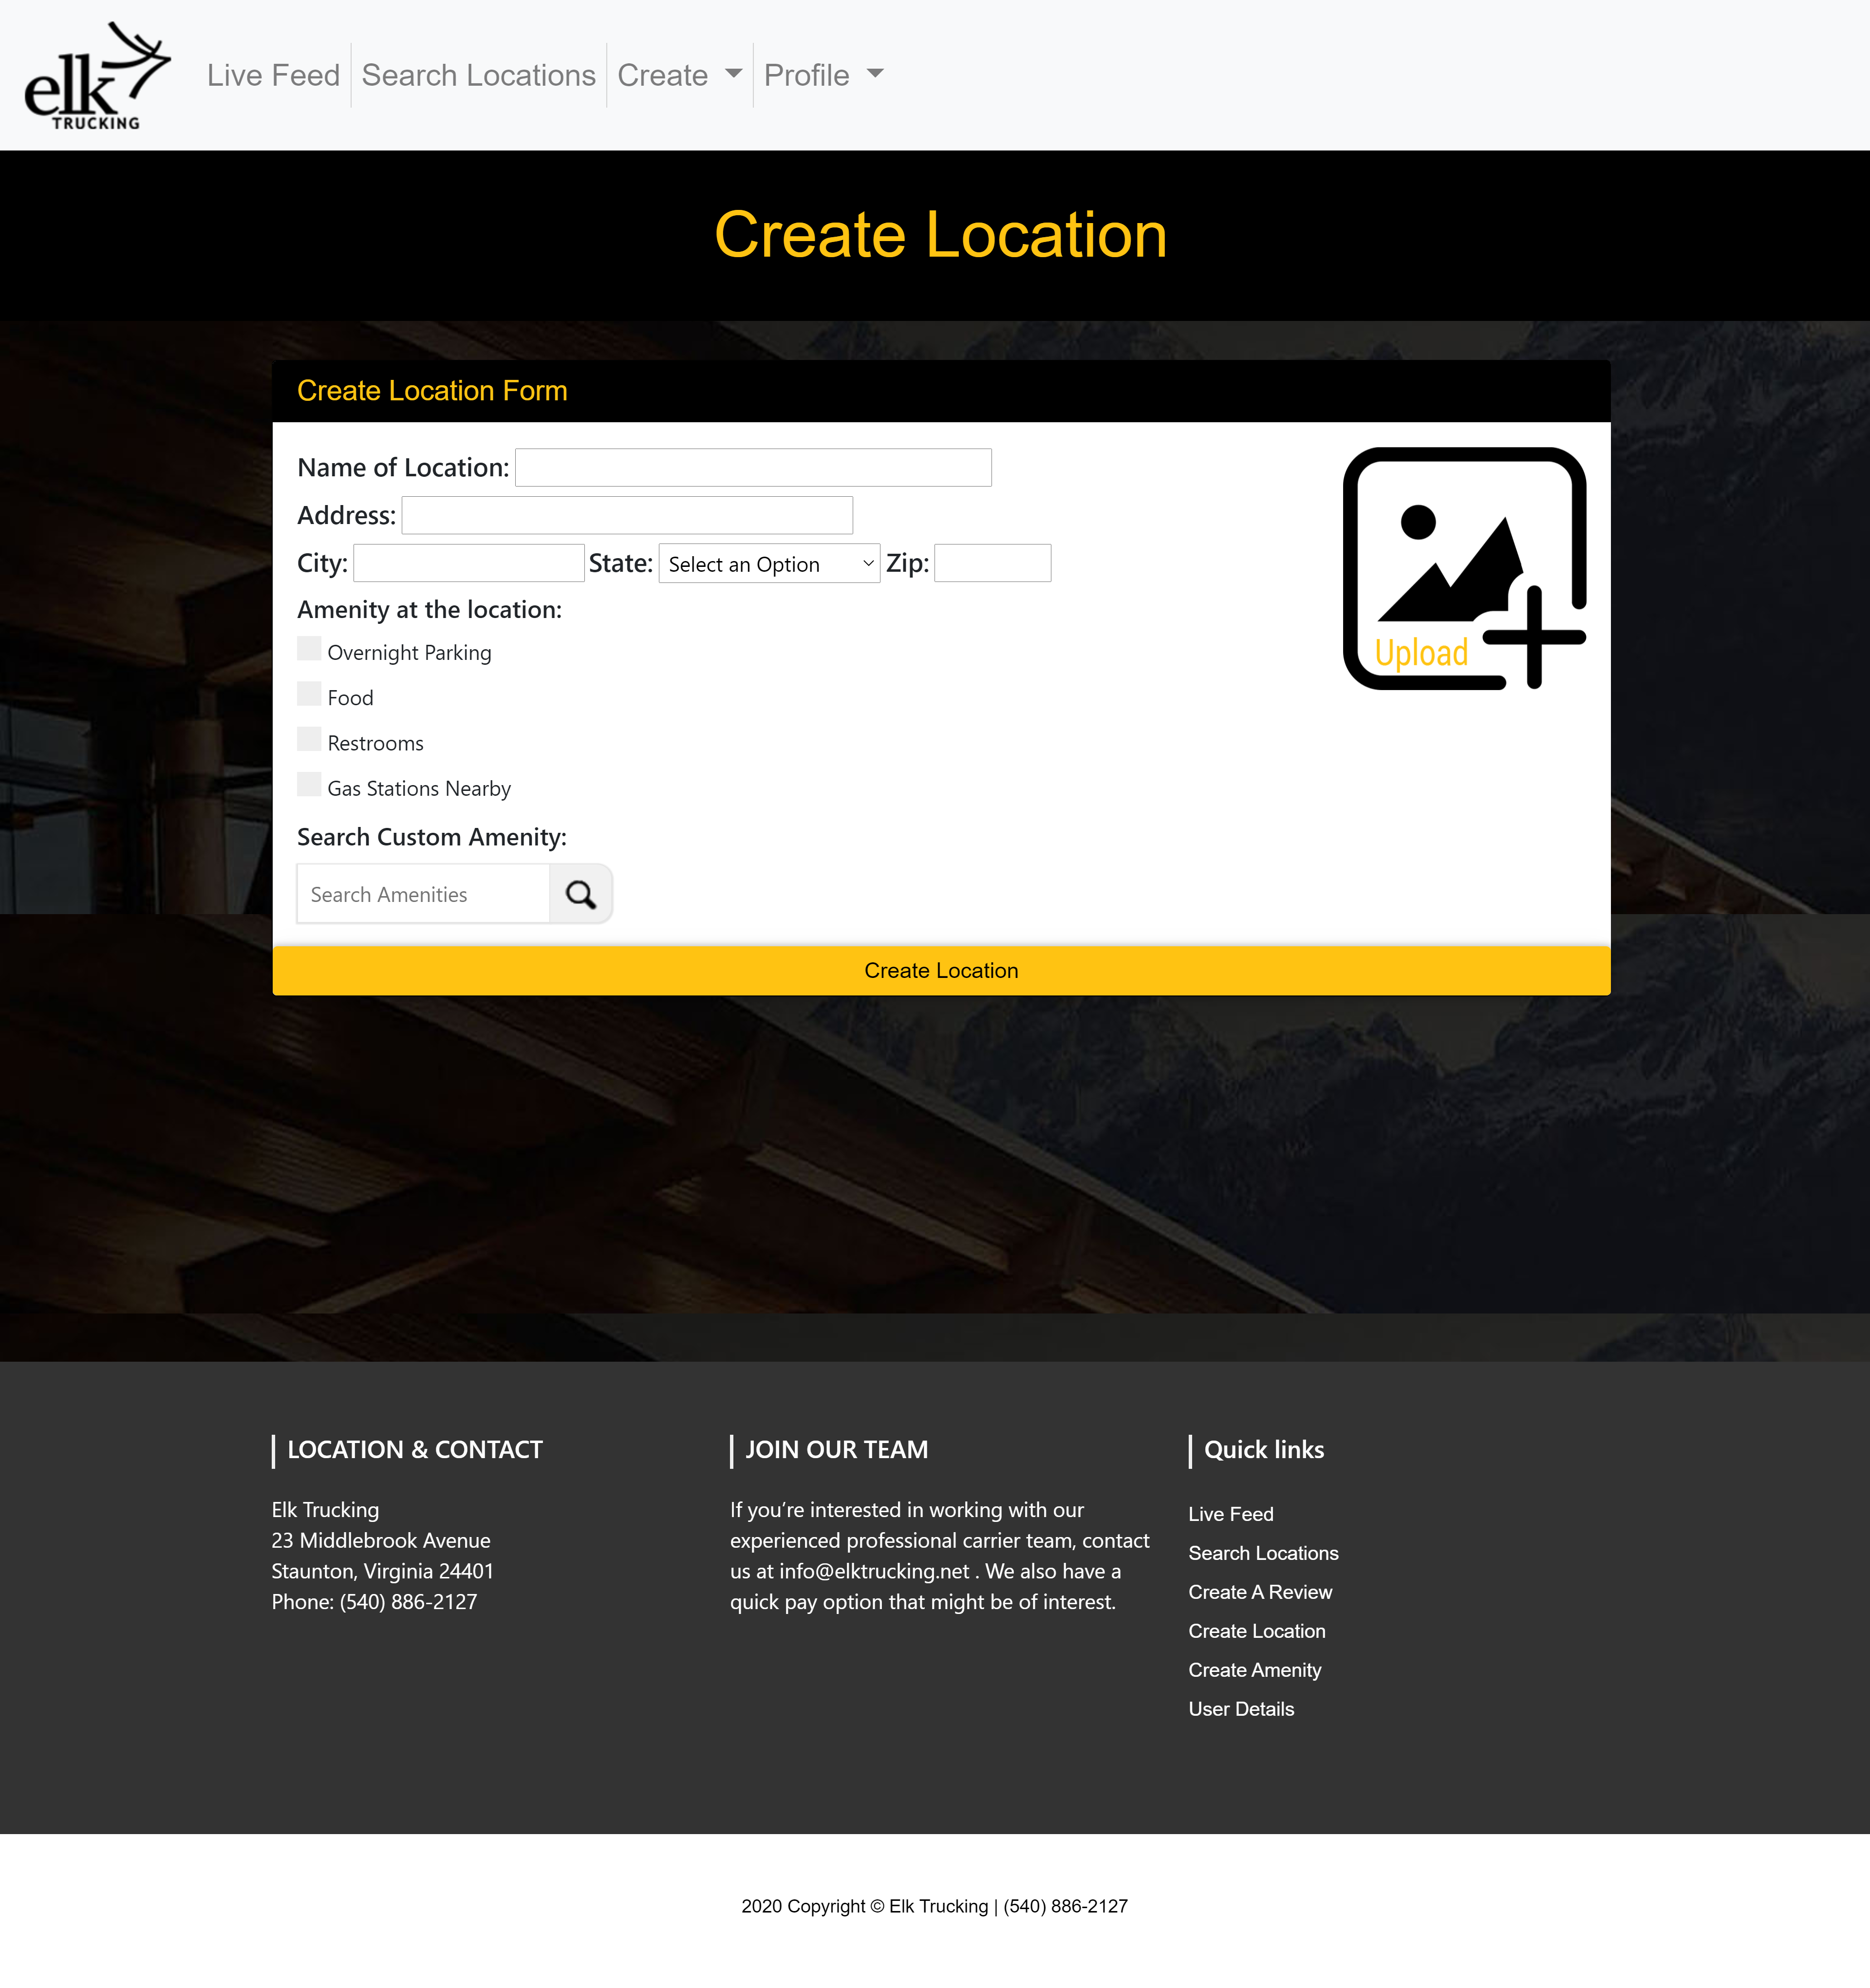 elk
TRUCKING
Live Feed
Search Locations
Create
Profile
Create Location
Create Location Form
Name of Location:
Address:
City: State: Select an Option Zip:
Amenity at the location:
Overnight Parking
Food
Restrooms
Gas Stations Nearby
Upload
Search Custom Amenity:
Search Amenities
Create Location
LOCATION & CONTACT
Elk Trucking
23 Middlebrook Avenue
Staunton, Virginia 24401
Phone: (540) 886-2127
JOIN OUR TEAM
If you’re interested in working with our
experienced professional carrier team, contact
us at info@elktrucking.net . We also have a
quick pay option that might be of interest.
Quick links
Live Feed
Search Locations
Create A Review
Create Location
Create Amenity
User Details
2020 Copyright © Elk Trucking | (540) 886-2127